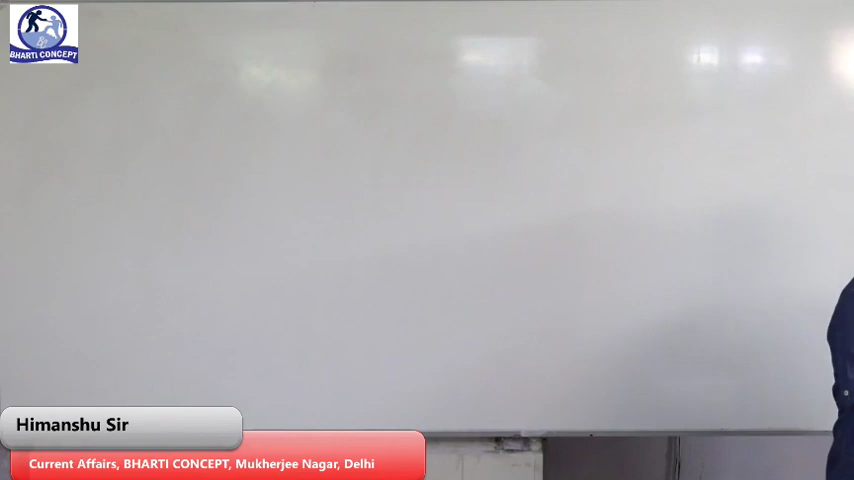 BHARTI CONCEPT
Himanshu Sir
Current Affairs, BHARTI CONCEPT, Mukherjee Nagar, Delhi